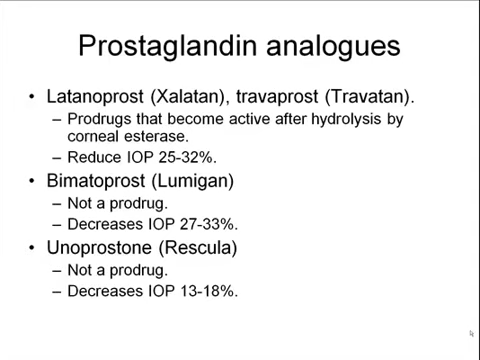 Prostaglandin analogues
• Latanoprost (Xalatan), travaprost (Travatan).
– Prodrugs that become active after hydrolysis by
corneal esterase.
– Reduce IOP 25-32%.
• Bimatoprost (Lumigan)
– Not a prodrug.
– Decreases IOP 27-33%.
• Unoprostone (Rescula)
– Not a prodrug.
– Decreases IOP 13-18%.